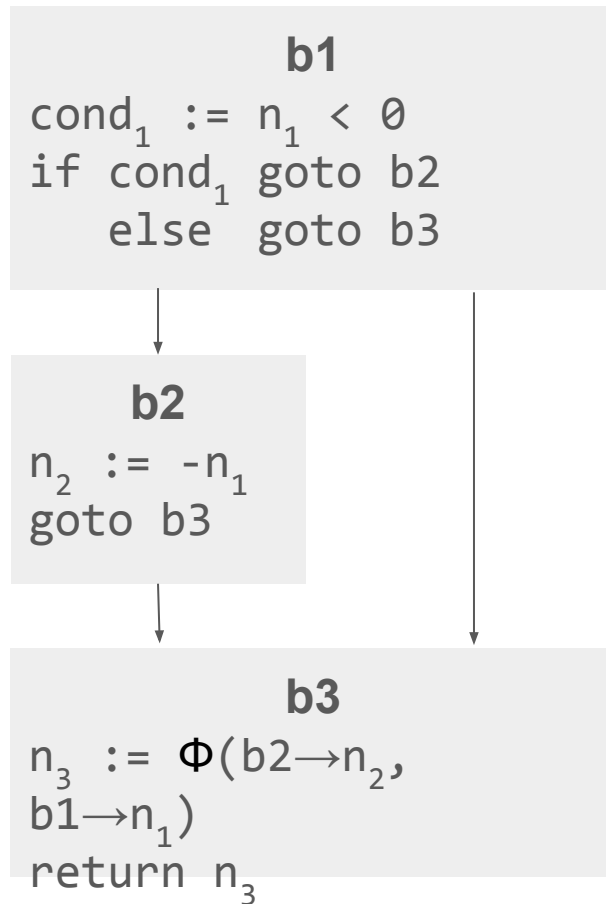 b1
cond₁ := n₁ < 0
if cond₁ goto b2
else goto b3
b2
n₂ := -n₁
goto b3
b3
n₃ := Φ(b2→n₂,
b1→n₁)
return n₃